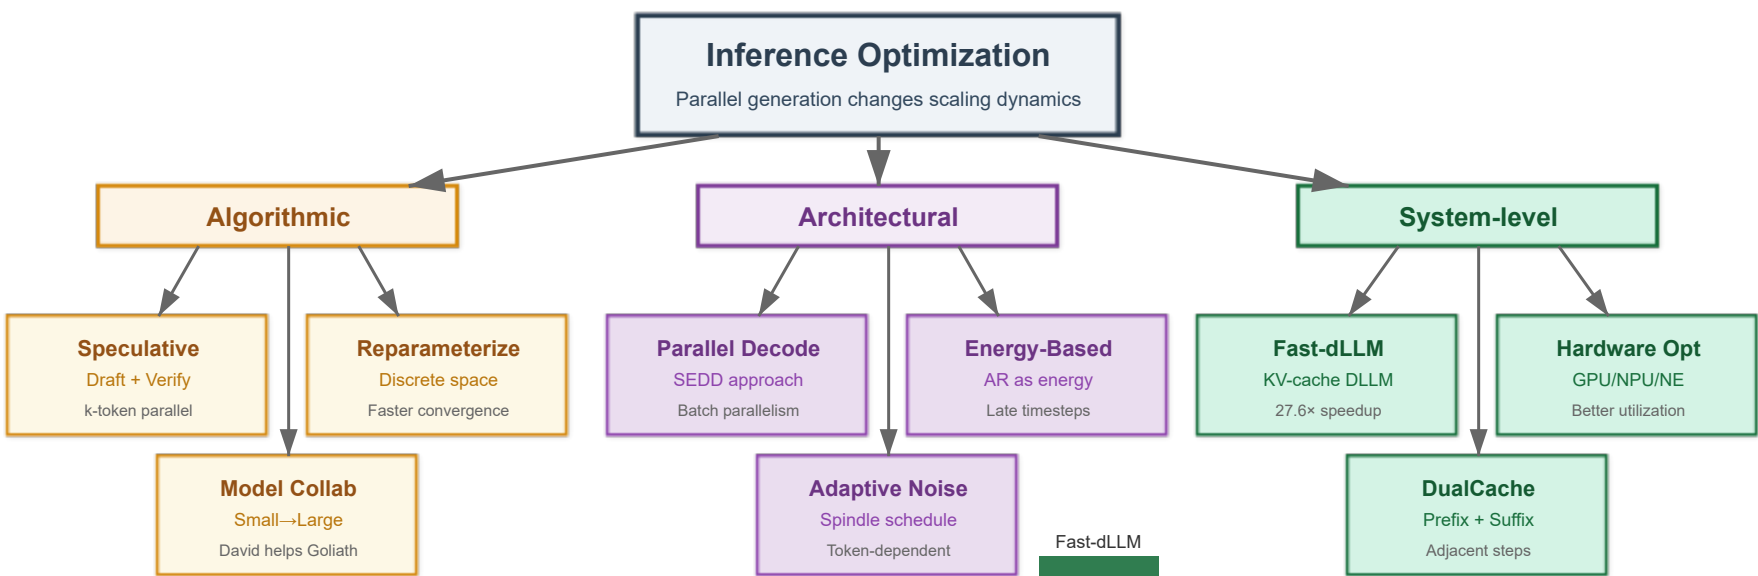 Inference Optimization
Parallel generation changes scaling dynamics
Algorithmic
Architectural
System-level
Speculative
Draft + Verify
k-token parallel
Reparameterize
Discrete space
Faster convergence
Parallel Decode
SEDD approach
Batch parallelism
Energy-Based
AR as energy
Late timesteps
Fast-dLLM
KV-cache DLLM
27.6× speedup
Hardware Opt
GPU/NPU/NE
Better utilization
Model Collab
Small→Large
David helps Goliath
Adaptive Noise
Spindle schedule
Token-dependent
Fast-dLLM
DualCache
Prefix + Suffix
Adjacent steps